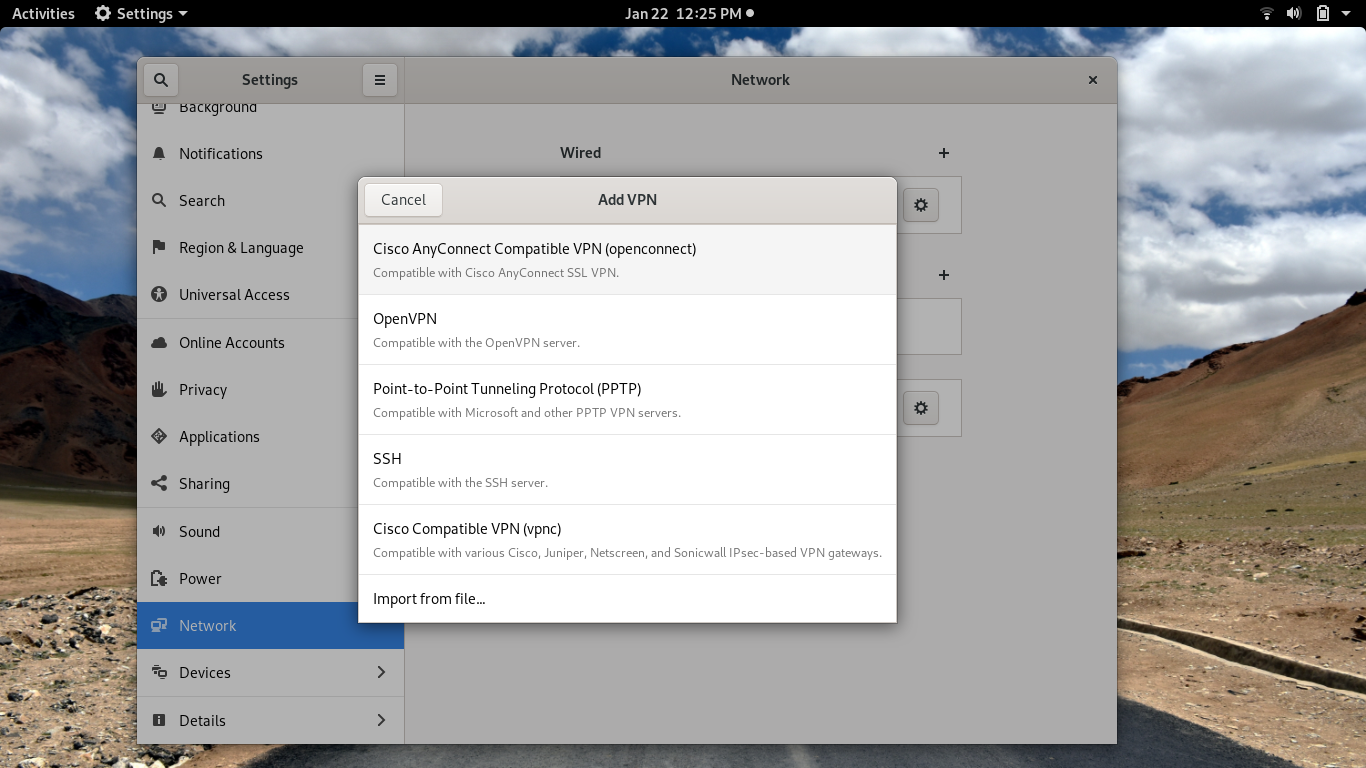 Activities
Settings
Jan 22 12:25 PM
Settings
Network
Background
Notifications
Search
Region & Language
Universal Access
Online Accounts
Privacy
Applications
Sharing
Sound
Power
Network
Devices
Details
Wired
Cancel
Add VPN
Cisco AnyConnect Compatible VPN (openconnect)
Compatible with Cisco AnyConnect SSL VPN.
OpenVPN
Compatible with the OpenVPN server.
Point-to-Point Tunneling Protocol (PPTP)
Compatible with Microsoft and other PPTP VPN servers.
SSH
Compatible with the SSH server.
Cisco Compatible VPN (vpnc)
Compatible with various Cisco, Juniper, Netscreen, and Sonicwall IPsec-based VPN gateways.
Import from file...